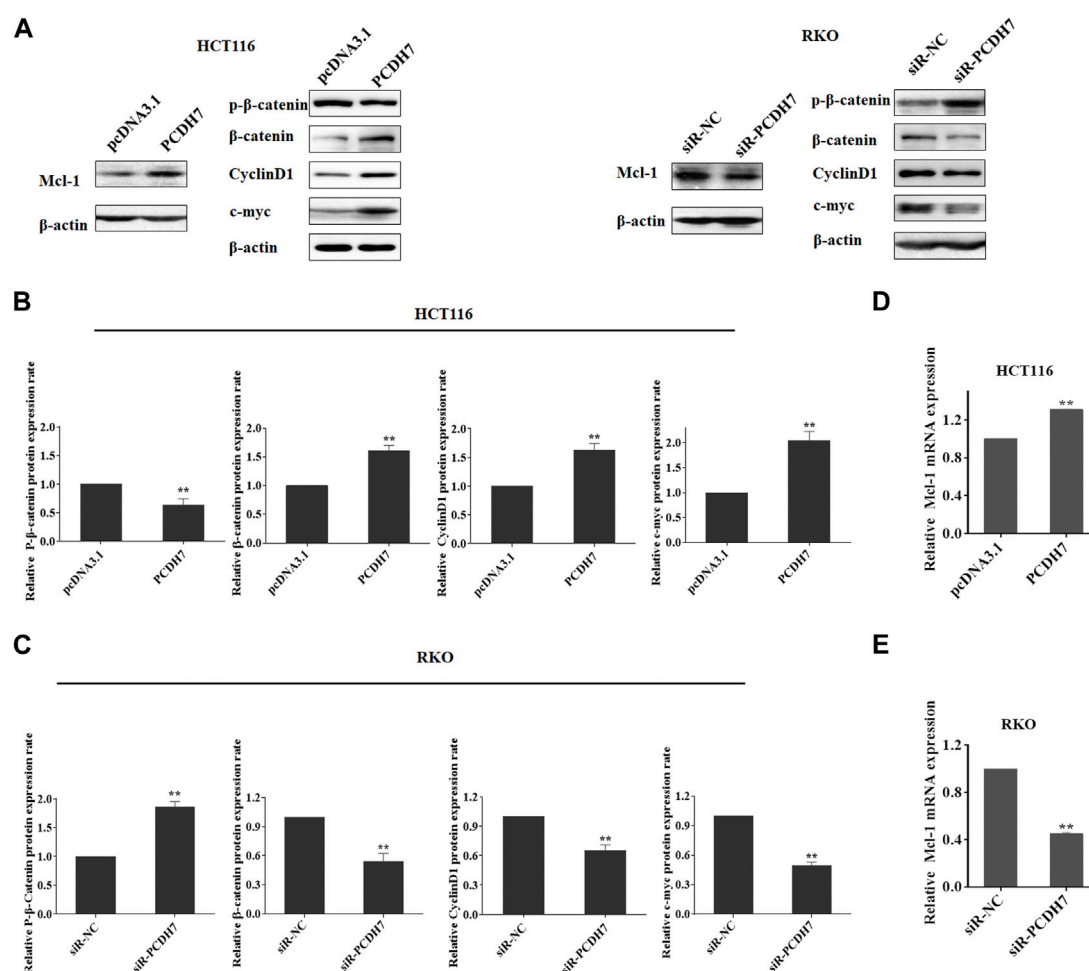 A
HCT116
pcDNA3.1
PCDH7
Mcl-1
β-actin
pcDNA3.1
PCDH7
p-β-catenin
β-catenin
CyclinD1
c-myc
β-actin
RKO
siR-NC
siR-PCDH7
Mcl-1
β-actin
siR-NC
siR-PCDH7
p-β-catenin
β-catenin
CyclinD1
c-myc
β-actin
B
HCT116
Relative P-β-catenin protein expression rate
2.0
1.5
1.0
0.5
0.0
**
pcDNA3.1
PCDH7
Relative β-catenin protein expression rate
2.0
1.5
1.0
0.5
0.0
**
pcDNA3.1
PCDH7
Relative CyclinD1 protein expression rate
2.0
1.5
1.0
0.5
0.0
**
pcDNA3.1
PCDH7
Relative c-myc protein expression rate
2.0
1.5
1.0
0.5
0.0
**
pcDNA3.1
PCDH7
D
HCT116
Relative Mcl-1 mRNA expression
1.2
0.9
0.6
0.3
0.0
**
pcDNA3.1
PCDH7
C
RKO
Relative P-β-Catenin protein expression rate
2.0
1.5
1.0
0.5
0.0
**
siR-NC
siR-PCDH7
Relative β-catenin protein expression rate
1.2
0.9
0.6
0.3
0.0
**
siR-NC
siR-PCDH7
Relative CyclinD1 protein expression rate
1.2
0.9
0.6
0.3
0.0
**
siR-NC
siR-PCDH7
Relative c-myc protein expression rate
1.2
0.9
0.6
0.3
0.0
**
siR-NC
siR-PCDH7
E
RKO
Relative Mcl-1 mRNA expression
1.2
0.8
0.4
0.0
**
siR-NC
siR-PCDH7